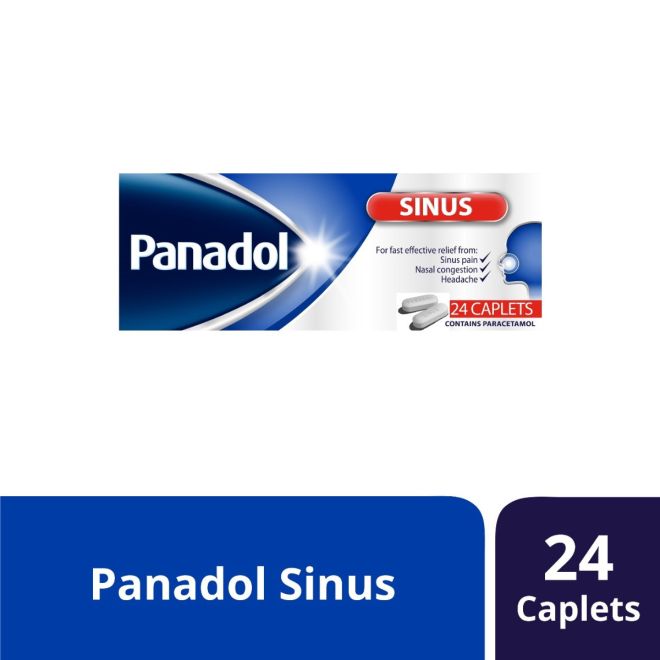 Panadol
SINUS
For fast effective relief from:
Sinus pain ✓
Nasal congestion ✓
Headache ✓
24 CAPLETS
CONTAINS PARACETAMOL
Panadol Sinus
24
Caplets